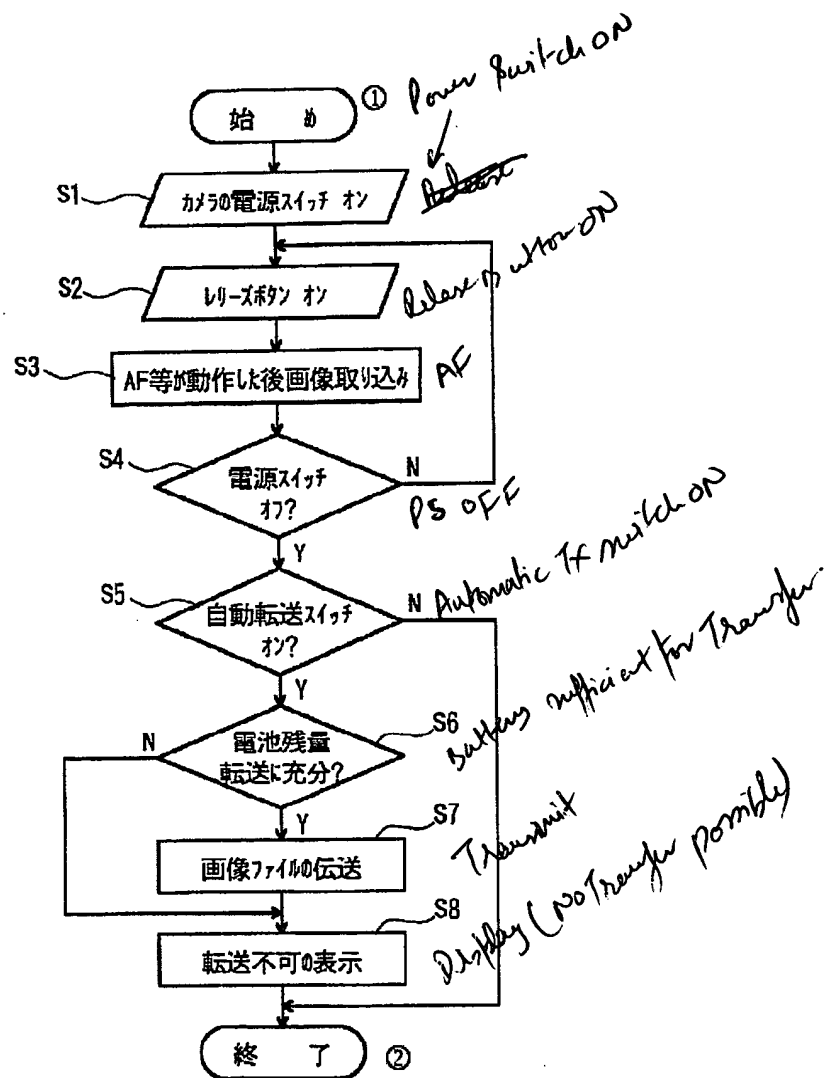 始 め
①
Power Switch ON
S1
カメラの電源スイッチ オン
Release
S2
レリーズボタン オン
Release button ON
S3
AF等が動作した後画像取り込み
AF
S4
電源スイッチ
オフ?
N
PS OFF
Y
S5
自動転送スイッチ
オン?
N
Automatic Tx switch ON
Y
S6
電池残量
転送に充分?
N
Battery sufficient for Transfer.
Y
S7
画像ファイルの伝送
Transmit
S8
転送不可の表示
Display (No Transfer possible)
終 了
②